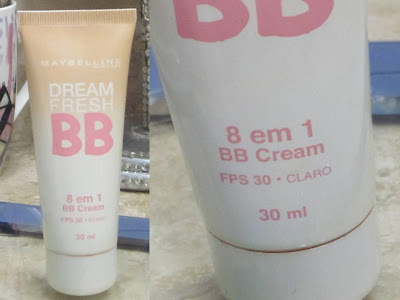 MAYBELLINE
DREAM
FRESH
BB
8 em 1
BB Cream
FPS 30 • CLARO
30 ml
BB
8 em 1
BB Cream
FPS 30 • CLARO
30 ml